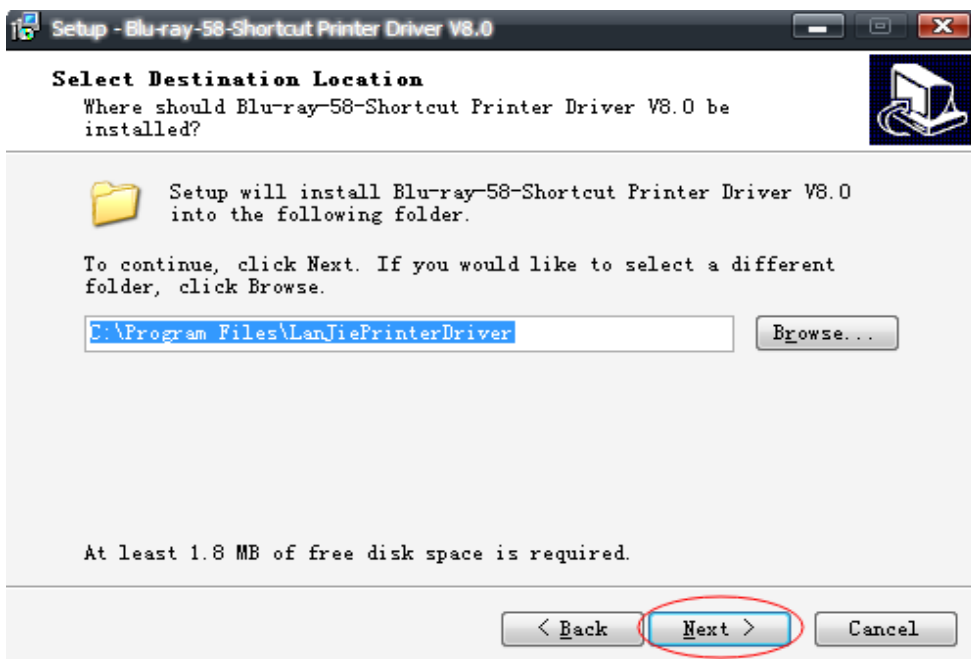 Setup - Blu-ray-58-Shortcut Printer Driver V8.0
Select Destination Location
Where should Blu-ray-58-Shortcut Printer Driver V8.0 be
installed?
Setup will install Blu-ray-58-Shortcut Printer Driver V8.0
into the following folder.
To continue, click Next. If you would like to select a different
folder, click Browse.
C:\Program Files\LanJiePrinterDriver
Browse...
At least 1.8 MB of free disk space is required.
< Back
Next >
Cancel